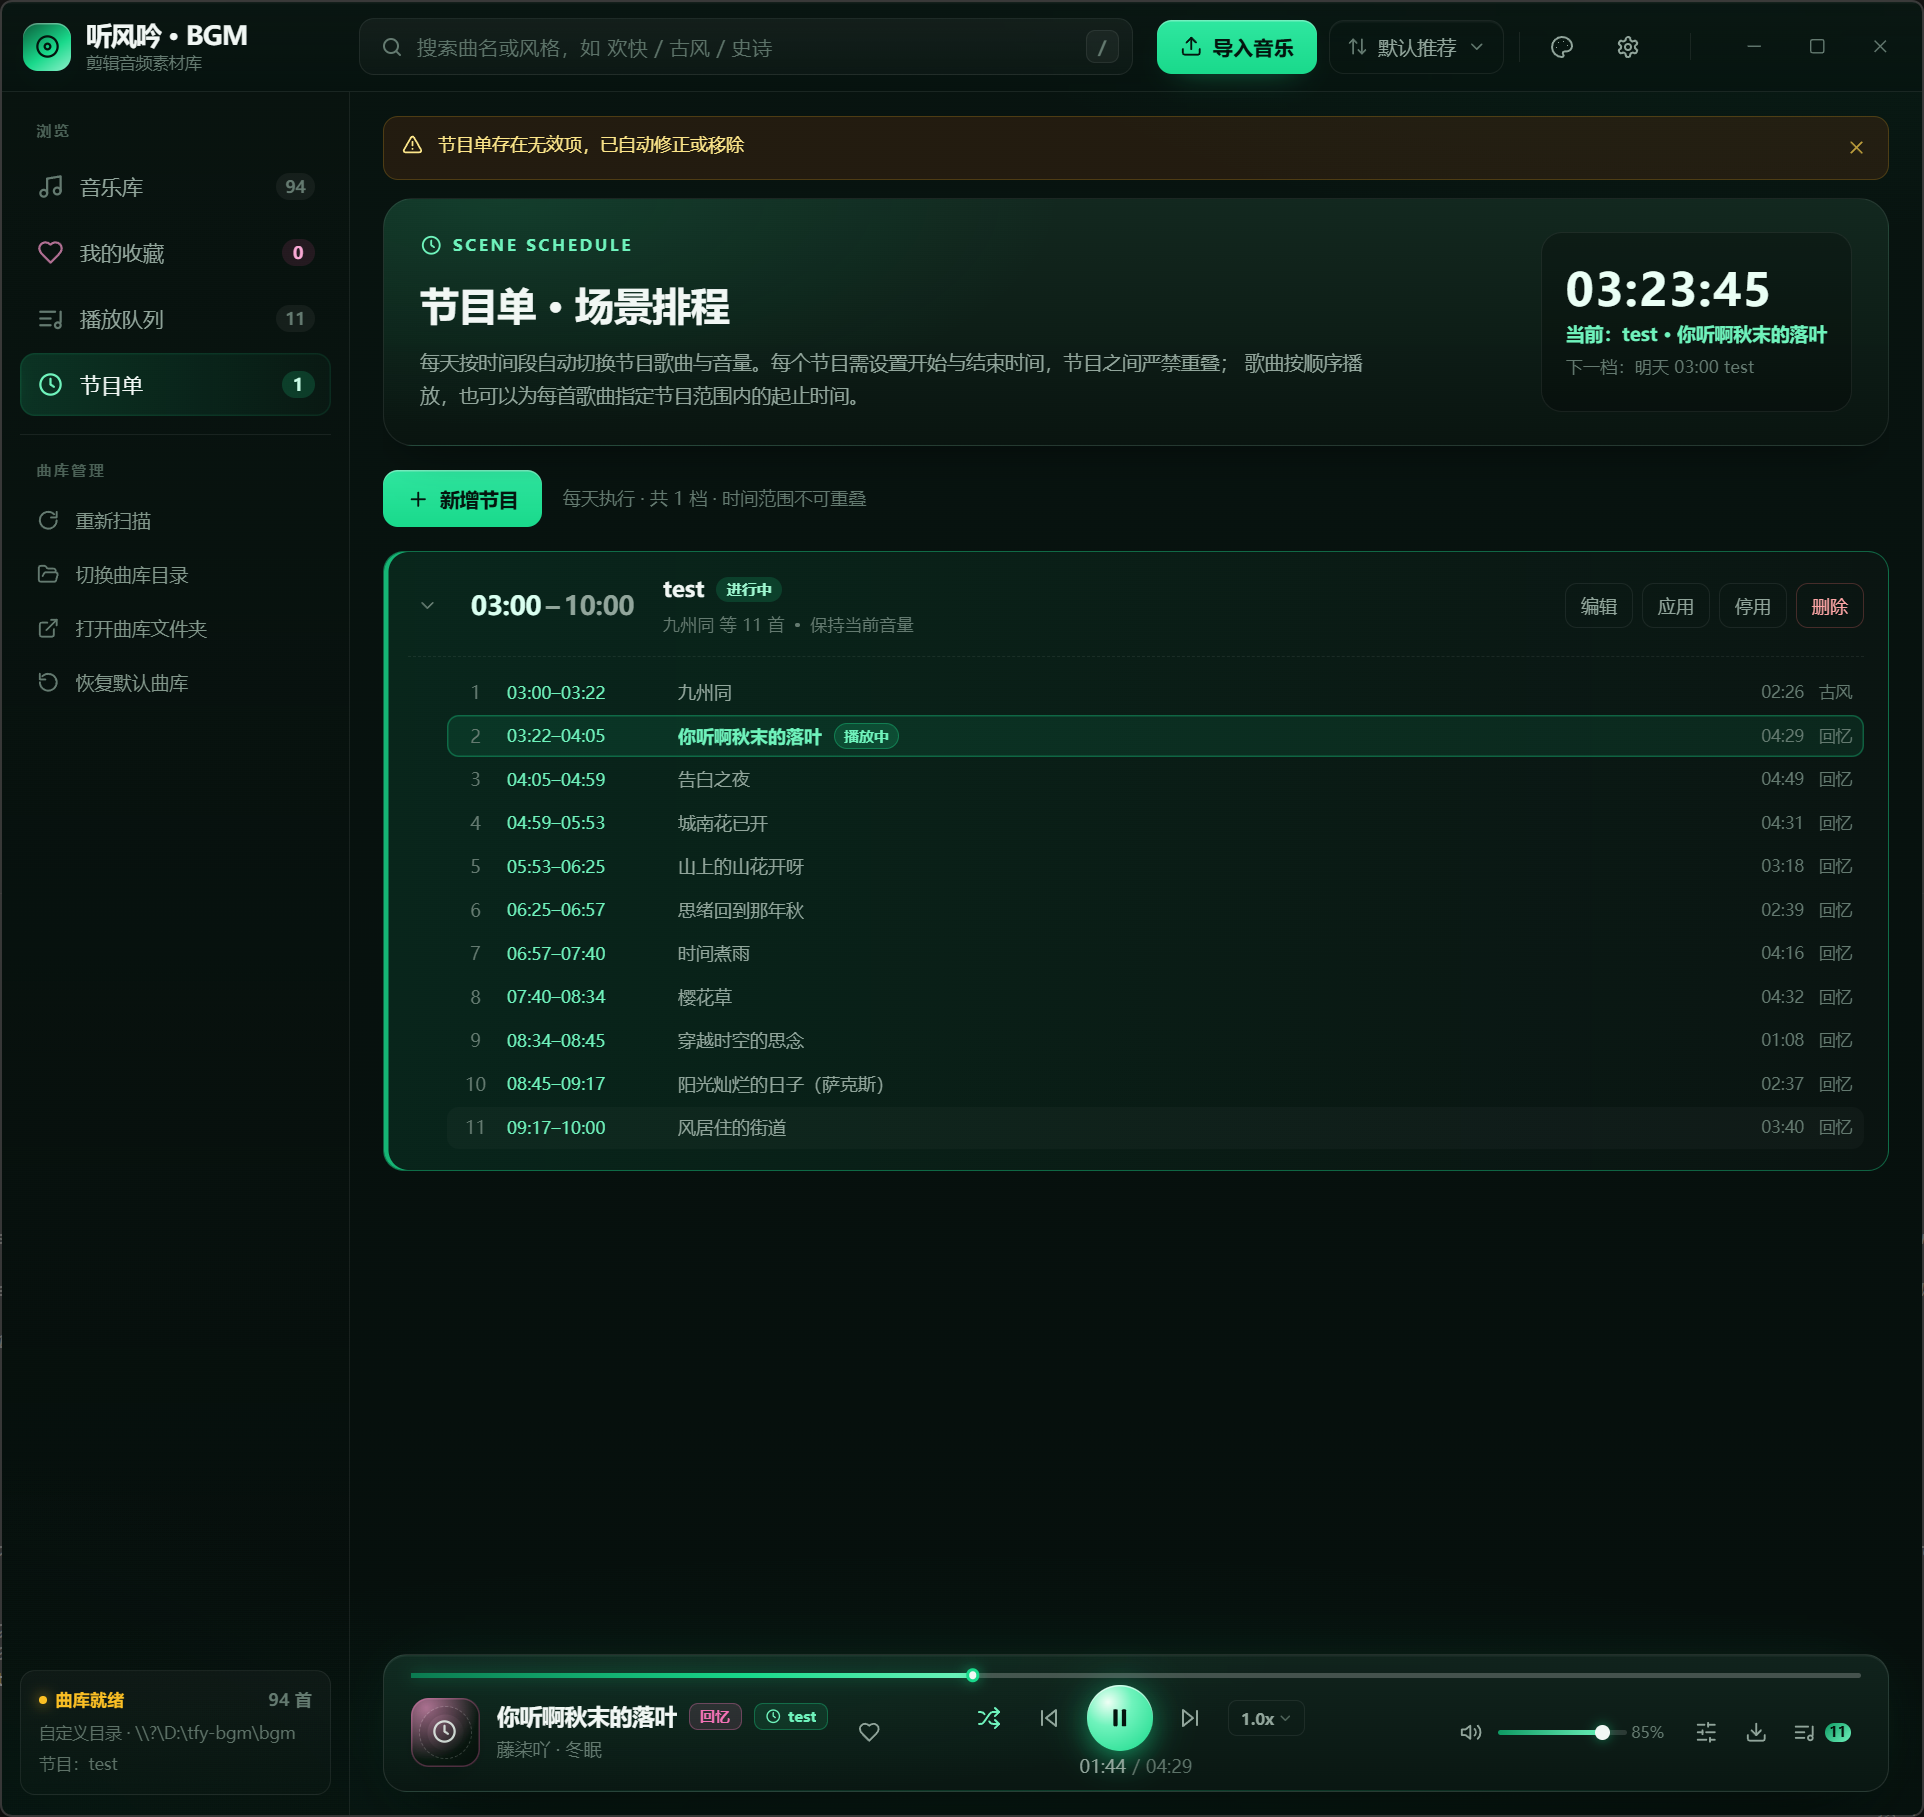 听风吟 • BGM
剪辑音频素材库
搜索曲名或风格，如 欢快 / 古风 / 史诗
/
导入音乐
默认推荐
浏览
音乐库 94
我的收藏 0
播放队列 11
节目单 1
曲库管理
重新扫描
切换曲库目录
打开曲库文件夹
恢复默认曲库
曲库就绪 94 首
自定义目录 · \\?\D:\tfy-bgm\bgm
节目：test
节目单存在无效项，已自动修正或移除
SCENE SCHEDULE
节目单 • 场景排程
每天按时间段自动切换节目歌曲与音量。每个节目需设置开始与结束时间，节目之间严禁重叠； 歌曲按顺序播
放，也可以为每首歌曲指定节目范围内的起止时间。
03:23:45
当前：test • 你听啊秋末的落叶
下一档：明天 03:00 test
新增节目
每天执行 · 共 1 档 · 时间范围不可重叠
03:00 – 10:00
test 进行中
九州同 等 11 首 • 保持当前音量
编辑 应用 停用 删除
1 03:00–03:22 九州同 02:26 古风
2 03:22–04:05 你听啊秋末的落叶 播放中 04:29 回忆
3 04:05–04:59 告白之夜 04:49 回忆
4 04:59–05:53 城南花已开 04:31 回忆
5 05:53–06:25 山上的山花开呀 03:18 回忆
6 06:25–06:57 思绪回到那年秋 02:39 回忆
7 06:57–07:40 时间煮雨 04:16 回忆
8 07:40–08:34 樱花草 04:32 回忆
9 08:34–08:45 穿越时空的思念 01:08 回忆
10 08:45–09:17 阳光灿烂的日子（萨克斯） 02:37 回忆
11 09:17–10:00 风居住的街道 03:40 回忆
你听啊秋末的落叶 回忆 test
藤柒吖 · 冬眠
1.0x
01:44 / 04:29
85%
11